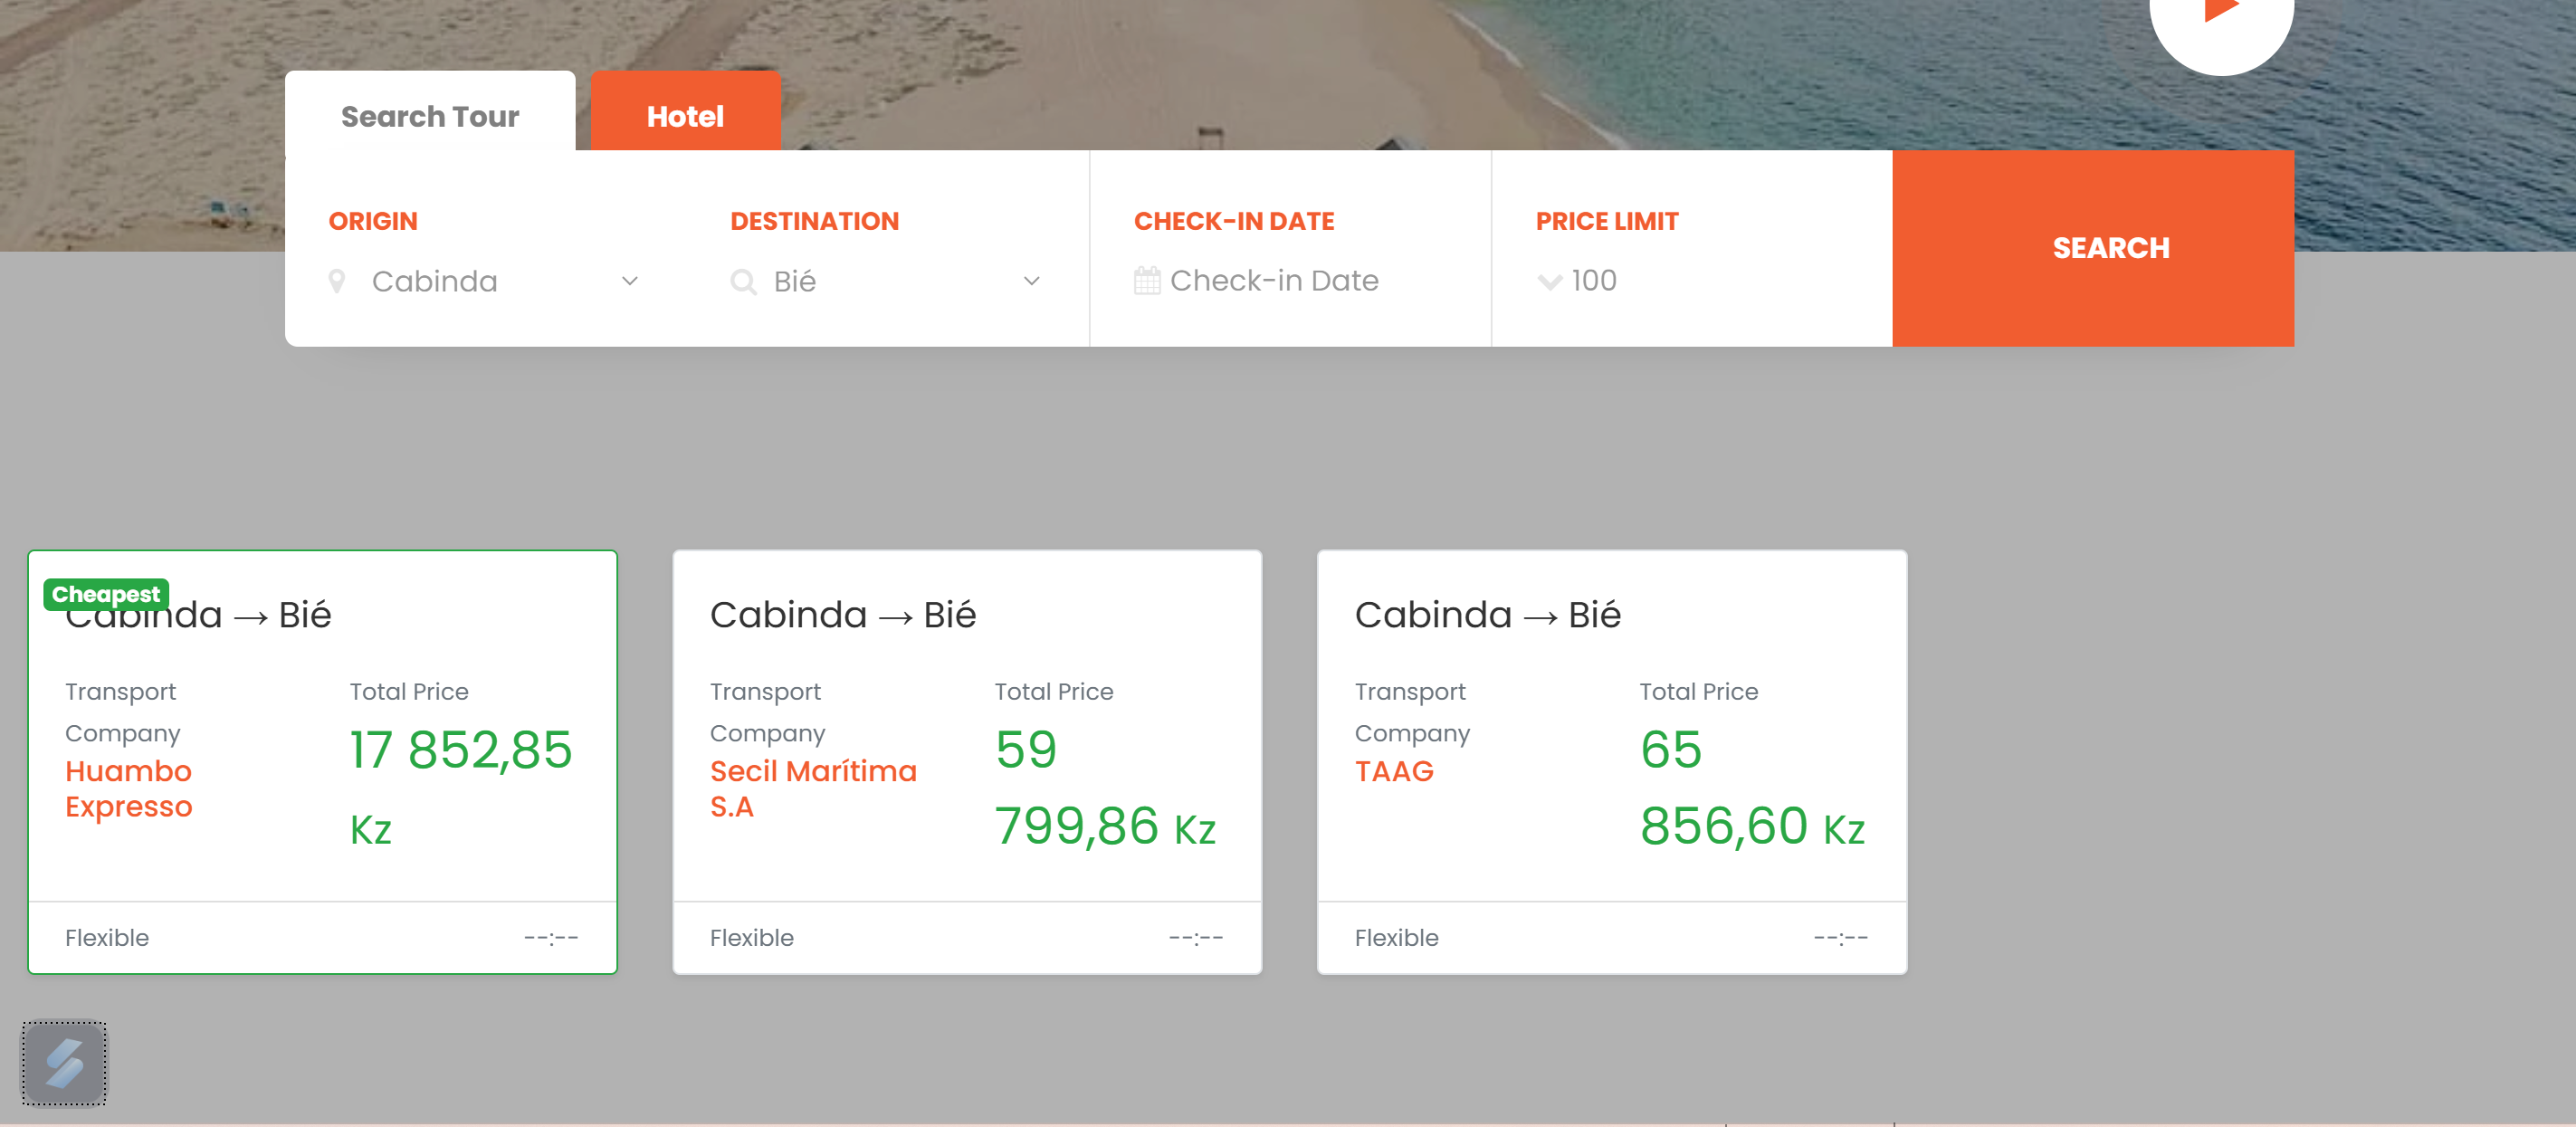 Search Tour
Hotel
ORIGIN
Cabinda
DESTINATION
Bié
CHECK-IN DATE
Check-in Date
PRICE LIMIT
100
SEARCH
Cheapest
Cabinda → Bié
Transport
Company
Huambo
Expresso
Total Price
17 852,85
Kz
Flexible
--:--
Cabinda → Bié
Transport
Company
Secil Marítima
S.A
Total Price
59
799,86 Kz
Flexible
--:--
Cabinda → Bié
Transport
Company
TAAG
Total Price
65
856,60 Kz
Flexible
--:--